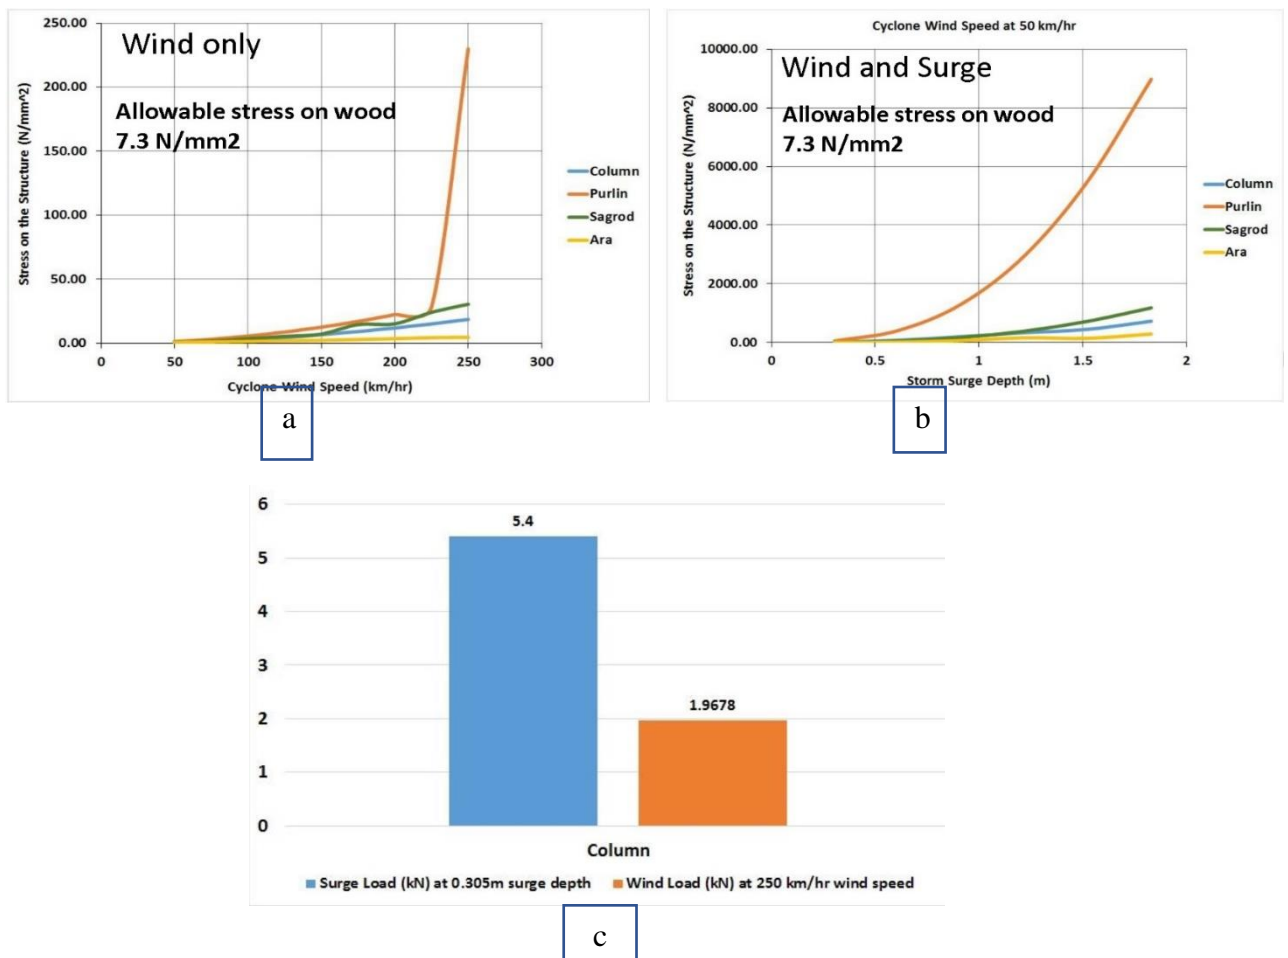 250.00
200.00
150.00
100.00
50.00
0.00
Stress on the Structure (N/mm^2)
Wind only
Allowable stress on wood
7.3 N/mm2
0
50
100
150
200
250
300
Cyclone Wind Speed (km/hr)
Column
Purlin
Sagrod
Ara
a
Cyclone Wind Speed at 50 km/hr
10000.00
8000.00
6000.00
4000.00
2000.00
0.00
Stress on the Structure (N/mm^2)
Wind and Surge
Allowable stress on wood
7.3 N/mm2
0
0.5
1
1.5
2
Storm Surge Depth (m)
Column
Purlin
Sagrod
Ara
b
6
5
4
3
2
1
0
5.4
1.9678
Column
Surge Load (kN) at 0.305m surge depth
Wind Load (kN) at 250 km/hr wind speed
c